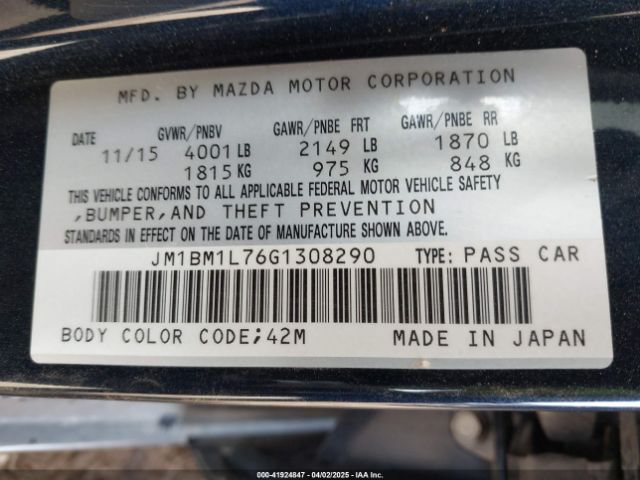 MFD. BY MAZDA MOTOR CORPORATION
DATE GVWR/PNBV GAWR/PNBE FRT GAWR/PNBE RR
11/15 4001 LB 2149 LB 1870 LB
1815 KG 975 KG 848 KG
THIS VEHICLE CONFORMS TO ALL APPLICABLE FEDERAL MOTOR VEHICLE SAFETY
,BUMPER,AND THEFT PREVENTION
STANDARDS IN EFFECT ON THE DATE OF MANUFACTURE SHOWN ABOVE.
JM1BM1L76G1308290 TYPE: PASS CAR
BODY COLOR CODE;42M MADE IN JAPAN
000-41924847 | 04/02/2025 | IAA, Inc.